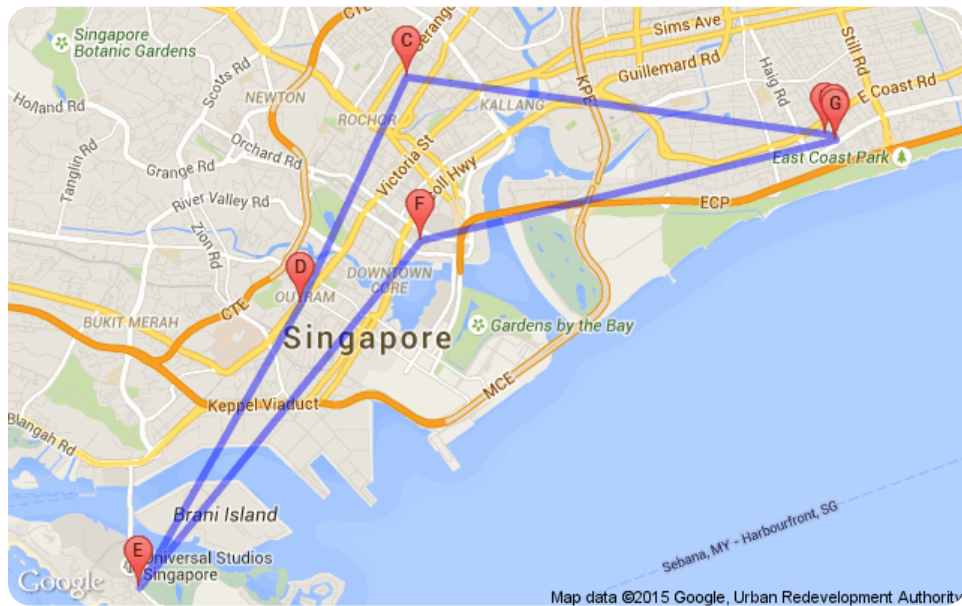 Singapore
Botanic Gardens
CTE
C
Sims Ave
Scotts Rd
Guillemard Rd
Still Rd
Haig Rd
E Coast Rd
Holland Rd
NEWTON
KPE
KALLANG
G
ROCHOR
Orchard Rd
Victoria St
East Coast Park
Tanglin Rd
Grange Rd
River Valley Rd
F
ECP
Zion Rd
D
DOWNTOWN
CORE
OUTRAM
CTE
BUKIT MERAH
Singapore
Gardens by the Bay
MCE
Keppel Viaduct
Blangah Rd
Brani Island
Sebana, MY - Harbourfront, SG
E
Universal Studios
Singapore
Google
Map data ©2015 Google, Urban Redevelopment Authority